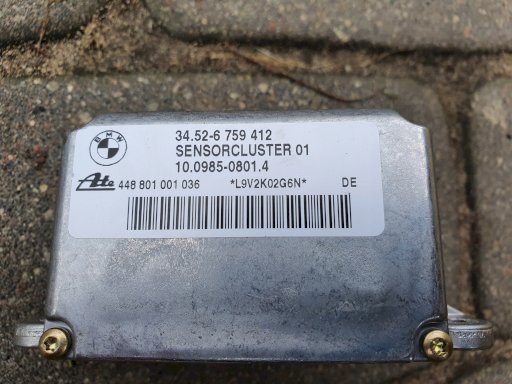 BMW
34.52-6 759 412
SENSORCLUSTER 01
10.0985-0801.4
Ate 448 801 001 036 *L9V2K02G6N* DE